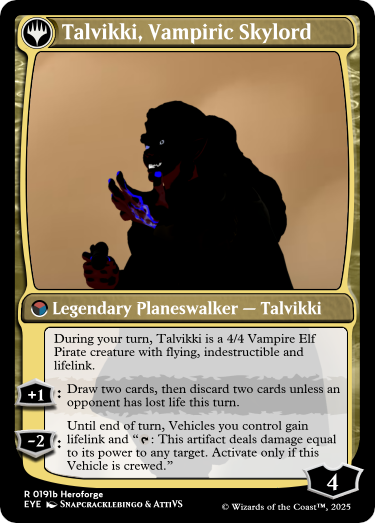 Talvikki, Vampiric Skylord
Legendary Planeswalker — Talvikki
During your turn, Talvikki is a 4/4 Vampire Elf
Pirate creature with flying, indestructible and
lifelink.
+1: Draw two cards, then discard two cards unless an
opponent has lost life this turn.
−2: Until end of turn, Vehicles you control gain
lifelink and “: This artifact deals damage equal
to its power to any target. Activate only if this
Vehicle is crewed.”
4
R 0191b Heroforge
EYE Snapcracklebingo & AttiVS
© Wizards of the Coast™, 2025